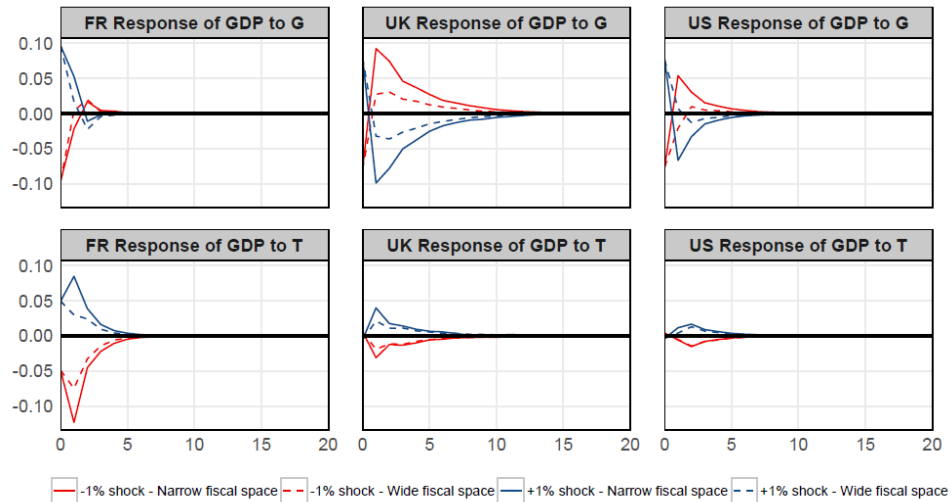 FR Response of GDP to G
UK Response of GDP to G
US Response of GDP to G
0.10
0.05
0.00
-0.05
-0.10
FR Response of GDP to T
UK Response of GDP to T
US Response of GDP to T
0.10
0.05
0.00
-0.05
-0.10
0 5 10 15 20
0 5 10 15 20
0 5 10 15 20
-1% shock - Narrow fiscal space -1% shock - Wide fiscal space +1% shock - Narrow fiscal space +1% shock - Wide fiscal space